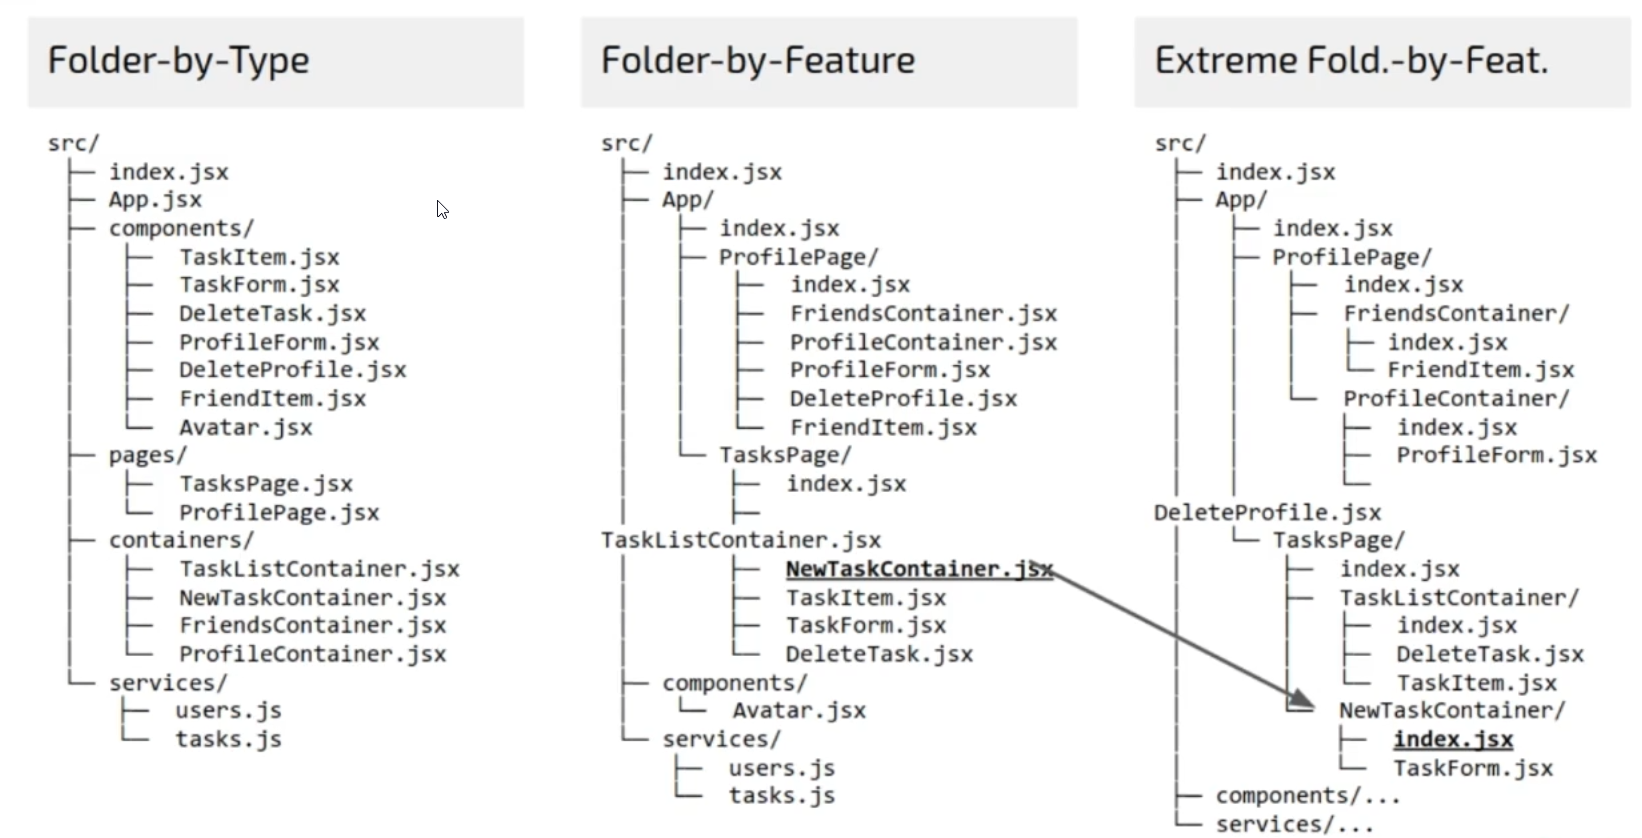 Folder-by-Type
src/
├── index.jsx
├── App.jsx
├── components/
│   ├── TaskItem.jsx
│   ├── TaskForm.jsx
│   ├── DeleteTask.jsx
│   ├── ProfileForm.jsx
│   ├── DeleteProfile.jsx
│   ├── FriendItem.jsx
│   └── Avatar.jsx
├── pages/
│   ├── TasksPage.jsx
│   └── ProfilePage.jsx
├── containers/
│   ├── TaskListContainer.jsx
│   ├── NewTaskContainer.jsx
│   ├── FriendsContainer.jsx
│   └── ProfileContainer.jsx
└── services/
    ├── users.js
    └── tasks.js
Folder-by-Feature
src/
├── index.jsx
├── App/
│   ├── index.jsx
│   ├── ProfilePage/
│   │   ├── index.jsx
│   │   ├── FriendsContainer.jsx
│   │   ├── ProfileContainer.jsx
│   │   ├── ProfileForm.jsx
│   │   ├── DeleteProfile.jsx
│   │   └── FriendItem.jsx
│   └── TasksPage/
│       ├── index.jsx
│       ├──
TaskListContainer.jsx
│       ├── NewTaskContainer.jsx
│       ├── TaskItem.jsx
│       ├── TaskForm.jsx
│       └── DeleteTask.jsx
├── components/
│   └── Avatar.jsx
└── services/
    ├── users.js
    └── tasks.js
Extreme Fold.-by-Feat.
src/
├── index.jsx
├── App/
│   ├── index.jsx
│   ├── ProfilePage/
│   │   ├── index.jsx
│   │   ├── FriendsContainer/
│   │   │   ├── index.jsx
│   │   │   └── FriendItem.jsx
│   │   └── ProfileContainer/
│   │       ├── index.jsx
│   │       ├── ProfileForm.jsx
│   │       └──
DeleteProfile.jsx
│   └── TasksPage/
│       ├── index.jsx
│       ├── TaskListContainer/
│       │   ├── index.jsx
│       │   ├── DeleteTask.jsx
│       │   └── TaskItem.jsx
│       └── NewTaskContainer/
│           ├── index.jsx
│           └── TaskForm.jsx
├── components/...
└── services/...